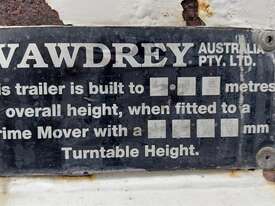 VAWDREY AUSTRALIA PTY. LTD.
is trailer is built to metres
overall height, when fitted to a
rime Mover with a mm
Turntable Height.